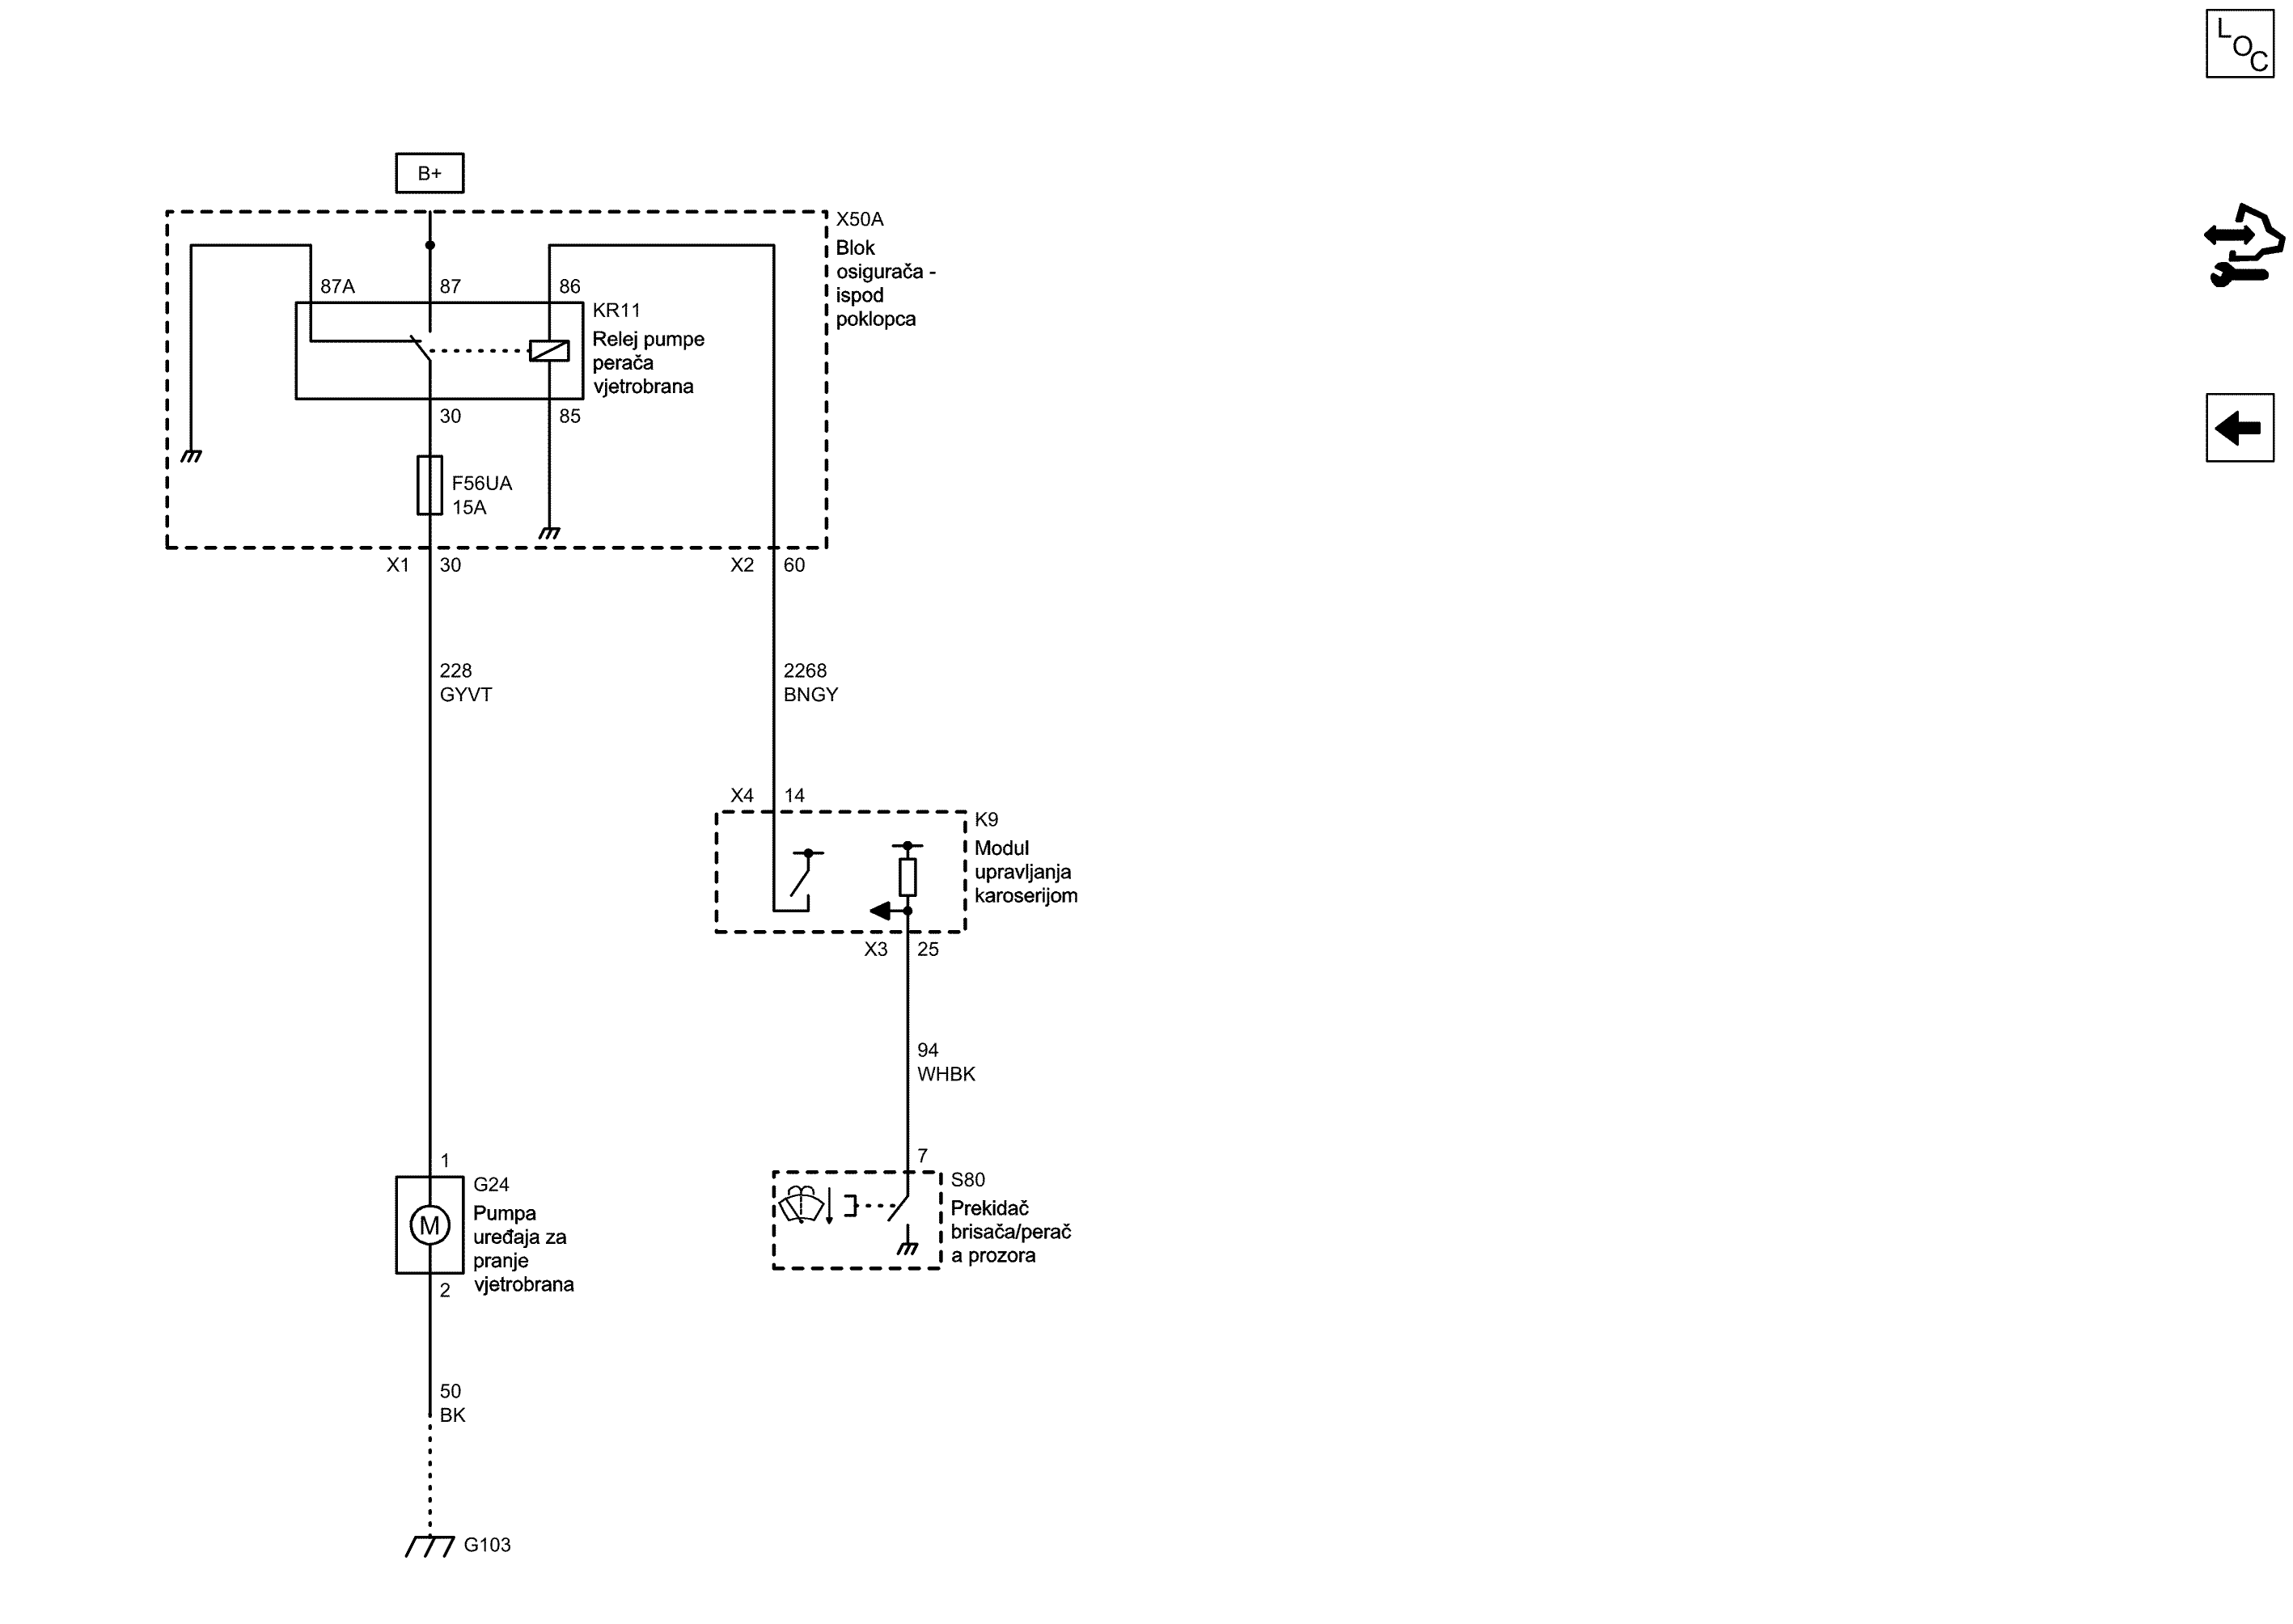 LOC
B+
X50A
Blok
osigurača -
ispod
poklopca
87A
87
86
KR11
Relej pumpe
perača
vjetrobrana
30
85
F56UA
15A
X1
30
X2
60
228
GYVT
2268
BNGY
X4
14
K9
Modul
upravljanja
karoserijom
X3
25
94
WHBK
7
S80
Prekidač
brisača/perač
a prozora
1
G24
Pumpa
uređaja za
pranje
vjetrobrana
M
2
50
BK
G103